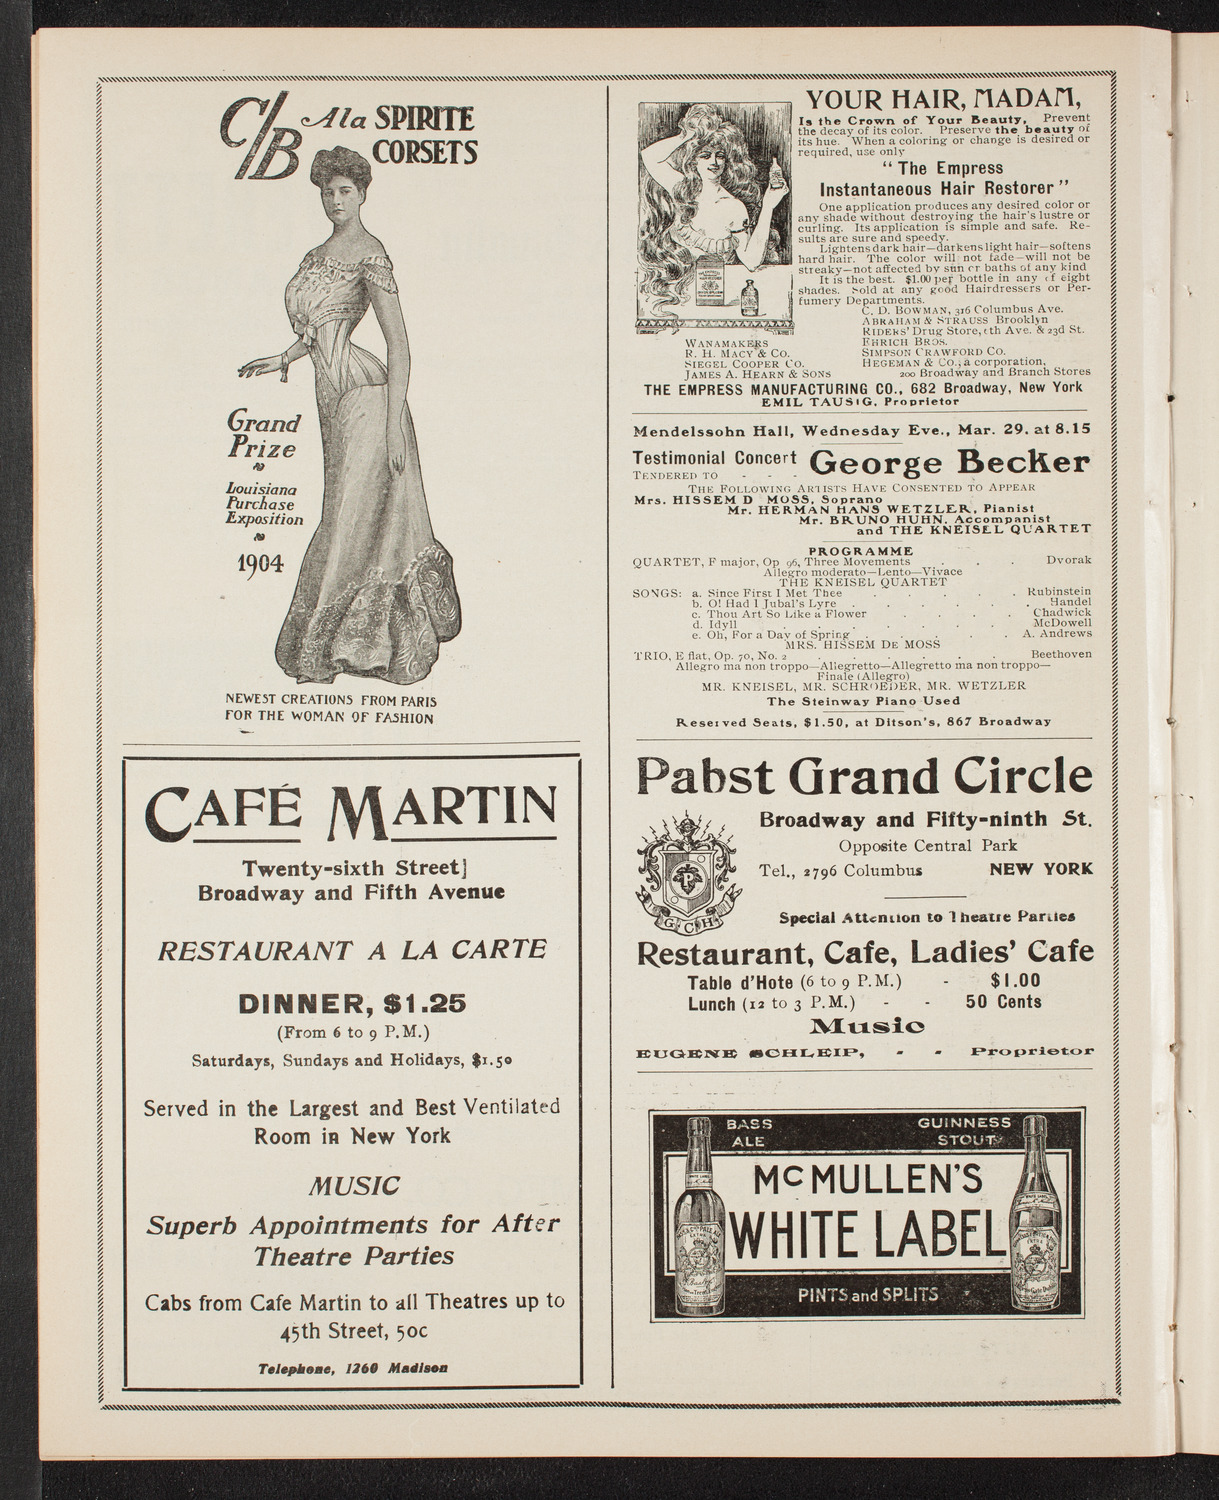 C/B Ala SPIRITE
CORSETS
Grand
Prize
Louisiana
Purchase
Exposition
1904
NEWEST CREATIONS FROM PARIS
FOR THE WOMAN OF FASHION
CAFÉ MARTIN
Twenty-sixth Street]
Broadway and Fifth Avenue
RESTAURANT A LA CARTE
DINNER, $1.25
(From 6 to 9 P.M.)
Saturdays, Sundays and Holidays, $1.50
Served in the Largest and Best Ventilated
Room in New York
MUSIC
Superb Appointments for After
Theatre Parties
Cabs from Cafe Martin to all Theatres up to
45th Street, 50c
Telephone, 1260 Madison
YOUR HAIR, MADAM,
Is the Crown of Your Beauty. Prevent
the decay of its color. Preserve the beauty of
its hue. When a coloring or change is desired or
required, use only
"The Empress
Instantaneous Hair Restorer"
One application produces any desired color or
any shade without destroying the hair's lustre or
curling. Its application is simple and safe. Re-
sults are sure and speedy.
Lightens dark hair—darkens light hair—softens
hard hair. The color will not fade—will not be
streaky—not affected by sun or baths of any kind
It is the best. $1.00 per bottle in any of eight
shades. Sold at any good Hairdressers or Per-
fumery Departments.
C. D. BOWMAN, 316 Columbus Ave.
ABRAHAM & STRAUSS Brooklyn
RIDERS' Drug Store, 6th Ave. & 23d St.
WANAMAKERS EHRICH BROS.
R. H. MACY & CO. SIMPSON CRAWFORD CO.
SIEGEL COOPER CO. HEGEMAN & CO., a corporation,
JAMES A. HEARN & SONS 200 Broadway and Branch Stores
THE EMPRESS MANUFACTURING CO., 682 Broadway, New York
EMIL TAUSIG, Proprietor
Mendelssohn Hall, Wednesday Eve., Mar. 29, at 8.15
Testimonial Concert George Becker
TENDERED TO - - -
THE FOLLOWING ARTISTS HAVE CONSENTED TO APPEAR
Mrs. HISSEM D MOSS, Soprano
Mr. HERMAN HANS WETZLER, Pianist
Mr. BRUNO HUHN, Accompanist
and THE KNEISEL QUARTET
PROGRAMME
QUARTET, F major, Op 96, Three Movements . . . Dvorak
Allegro moderato—Lento—Vivace
THE KNEISEL QUARTET
SONGS: a. Since First I Met Thee . . . . . Rubinstein
b. O! Had I Jubal's Lyre . . . . . . Handel
c. Thou Art So Like a Flower . . . . Chadwick
d. Idyll . . . . . . . . McDowell
e. Oh, For a Day of Spring . . . . . A. Andrews
MRS. HISSEM DE MOSS
TRIO, E flat, Op. 70, No. 2 . . . . . . Beethoven
Allegro ma non troppo—Allegretto—Allegretto ma non troppo—
Finale (Allegro)
MR. KNEISEL, MR. SCHROEDER, MR. WETZLER
The Steinway Piano Used
Reserved Seats, $1.50, at Ditson's, 867 Broadway
Pabst Grand Circle
Broadway and Fifty-ninth St.
Opposite Central Park
Tel., 2796 Columbus NEW YORK
P
G C H
Special Attention to Theatre Parties
Restaurant, Cafe, Ladies' Cafe
Table d'Hote (6 to 9 P.M.) - $1.00
Lunch (12 to 3 P.M.) - - 50 Cents
Music
EUGENE SCHLEIP, - - Proprietor
BASS GUINNESS
ALE STOUT
McMULLEN'S
WHITE LABEL
PINTS and SPLITS